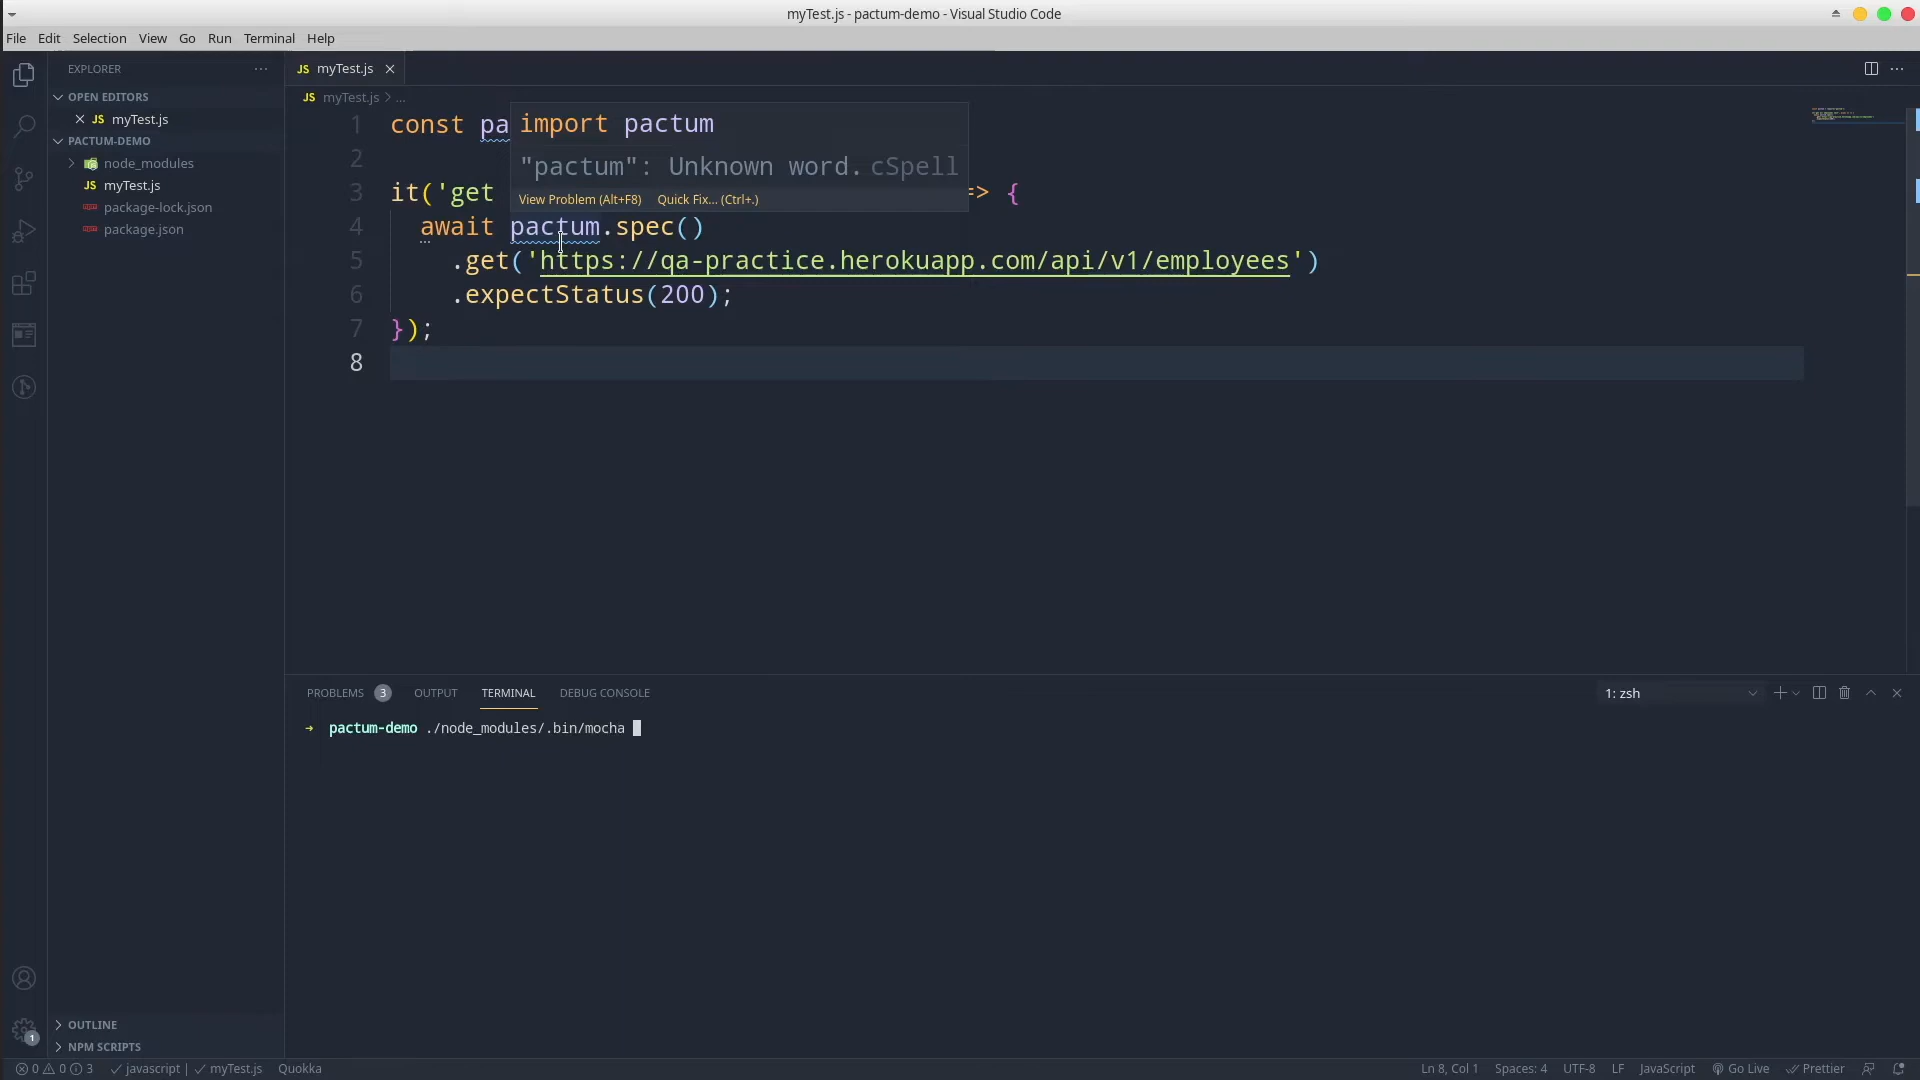 myTest.js - pactum-demo - Visual Studio Code
File Edit Selection View Go Run Terminal Help
EXPLORER
OPEN EDITORS
JS myTest.js
PACTUM-DEMO
node_modules
myTest.js
package-lock.json
package.json
OUTLINE
NPM SCRIPTS
JS myTest.js
JS myTest.js > ...
1 const pa
import pactum
2
"pactum": Unknown word. cSpell
View Problem (Alt+F8) Quick Fix... (Ctrl+.)
3 it('get => {
4 await pactum.spec()
5 .get('https://qa-practice.herokuapp.com/api/v1/employees')
6 .expectStatus(200);
7 });
8
PROBLEMS 3 OUTPUT TERMINAL DEBUG CONSOLE 1: zsh
→ pactum-demo ./node_modules/.bin/mocha
1
0 0 3 javascript | myTest.js Quokka Ln 8, Col 1 Spaces: 4 UTF-8 LF JavaScript Go Live Prettier